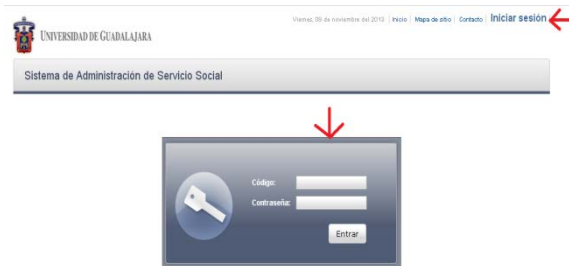 Viernes, 09 de noviembre del 2013 | Inicio | Mapa de sitio | Contacto | Iniciar sesión
UNIVERSIDAD DE GUADALAJARA
Sistema de Administración de Servicio Social
Código:
Contraseña:
Entrar